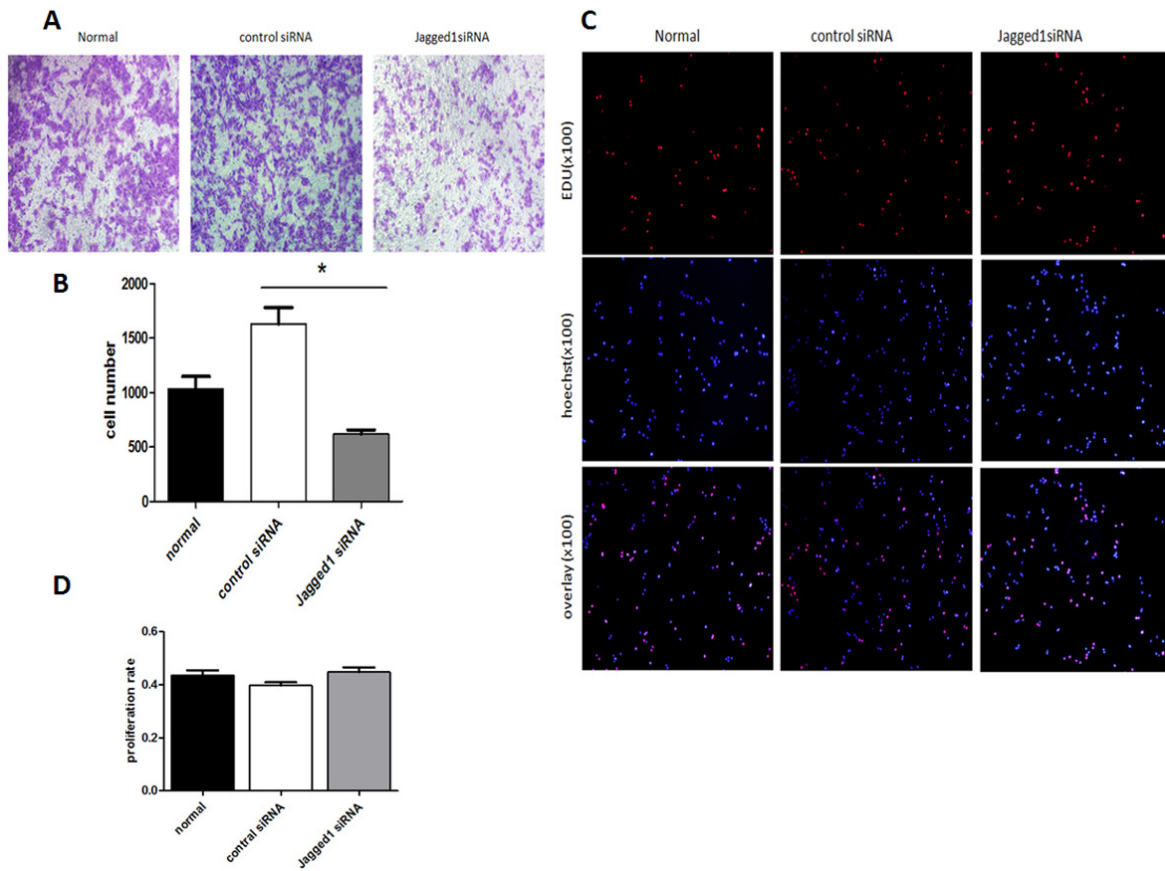 A
Normal
control siRNA
Jagged1siRNA
B
*
2000
1500
1000
500
0
cell number
normal
control siRNA
Jagged1 siRNA
D
0.6
0.4
0.2
0.0
proliferation rate
normal
contral siRNA
Jagged1 siRNA
C
Normal
control siRNA
Jagged1siRNA
EDU(x100)
hoechst(x100)
overlay (x100)